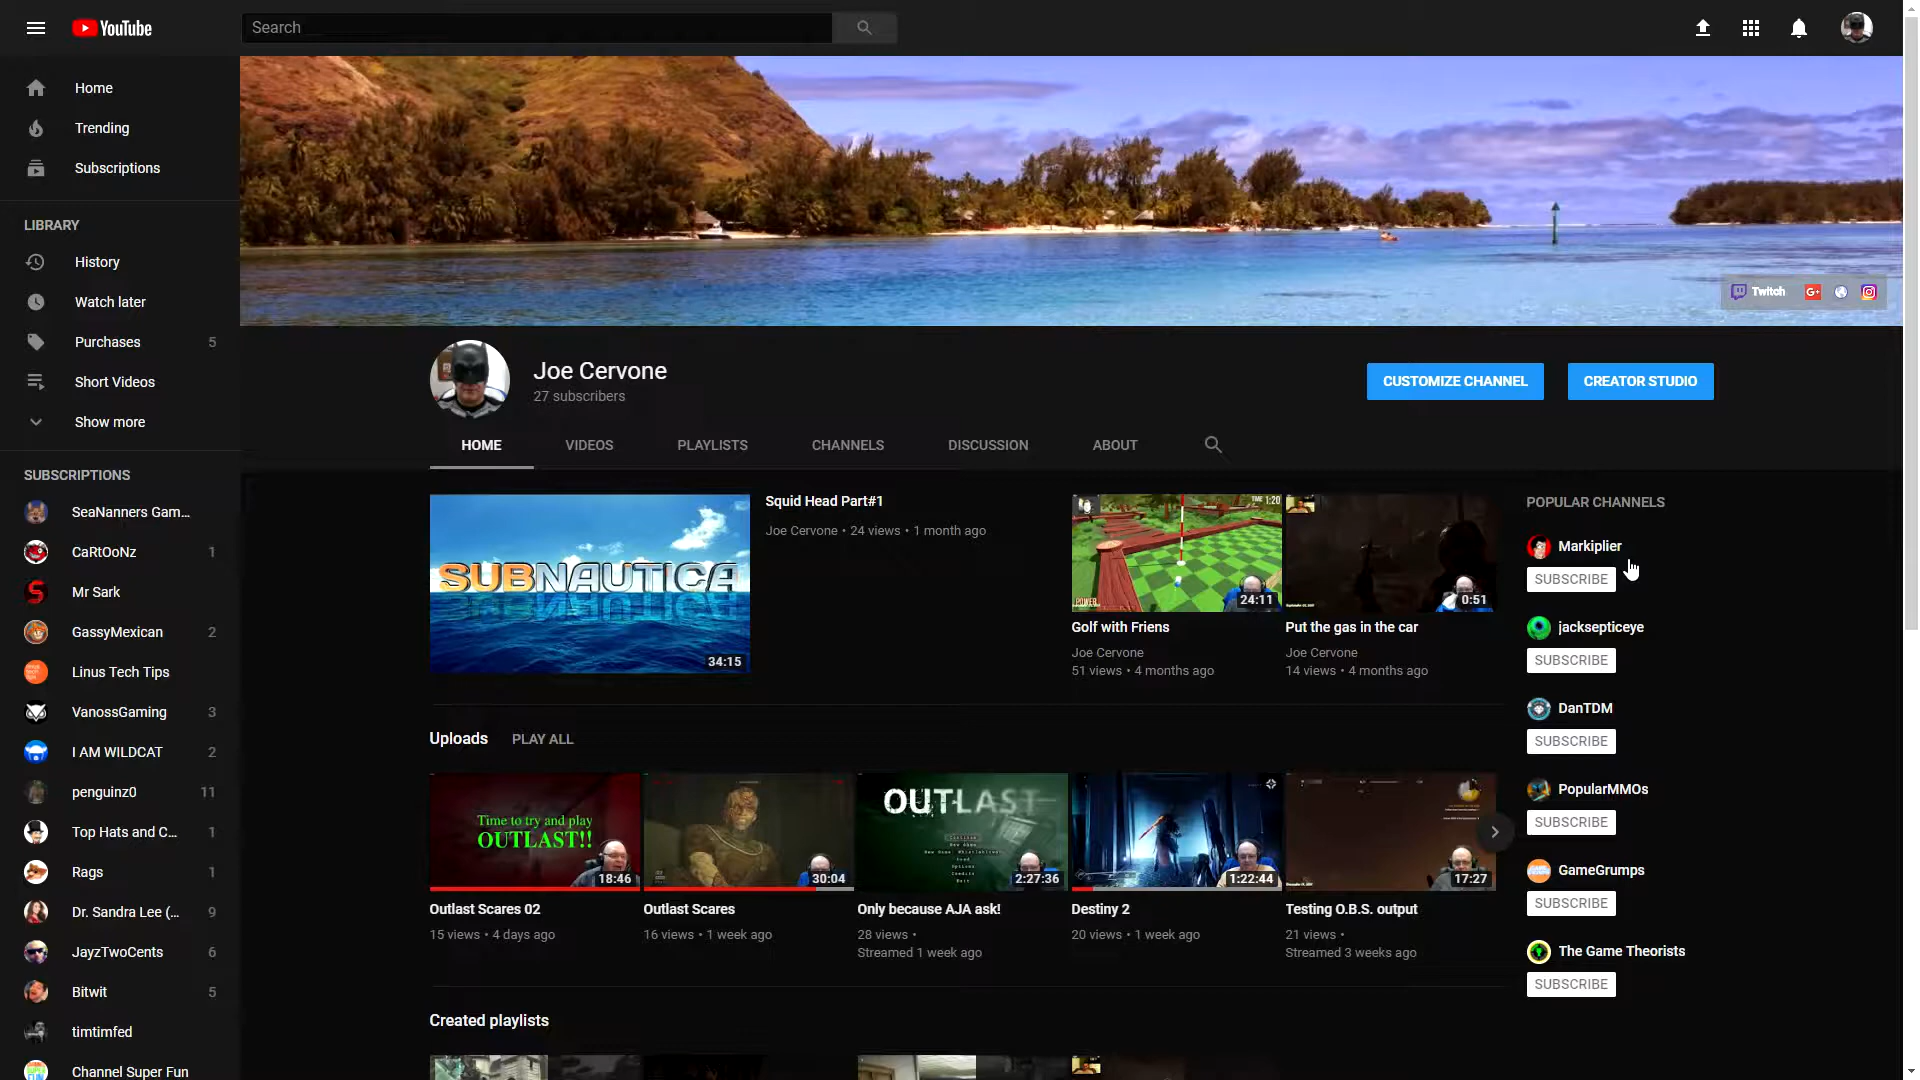 YouTube
Search
Home
Trending
Subscriptions
LIBRARY
History
Watch later
Purchases 5
Short Videos
Show more
SUBSCRIPTIONS
SeaNanners Gam...
CaRtOoNz 1
Mr Sark
GassyMexican 2
Linus Tech Tips
VanossGaming 3
I AM WILDCAT 2
penguinz0 11
Top Hats and C... 1
Rags 1
Dr. Sandra Lee (... 9
JayzTwoCents 6
Bitwit 5
timtimfed
Channel Super Fun
Twitch
G+
Joe Cervone
27 subscribers
CUSTOMIZE CHANNEL
CREATOR STUDIO
HOME VIDEOS PLAYLISTS CHANNELS DISCUSSION ABOUT
SUBNAUTICA
34:15
Squid Head Part#1
Joe Cervone • 24 views • 1 month ago
TIME 1:20
POWER
24:11
Golf with Friens
Joe Cervone
51 views • 4 months ago
0:51
Put the gas in the car
Joe Cervone
14 views • 4 months ago
Uploads PLAY ALL
Time to try and play
OUTLAST!!
18:46
Outlast Scares 02
15 views • 4 days ago
30:04
Outlast Scares
16 views • 1 week ago
OUTLAST
2:27:36
Only because AJA ask!
28 views •
Streamed 1 week ago
1:22:44
Destiny 2
20 views • 1 week ago
17:27
Testing O.B.S. output
21 views •
Streamed 3 weeks ago
Created playlists
POPULAR CHANNELS
Markiplier
SUBSCRIBE
jacksepticeye
SUBSCRIBE
DanTDM
SUBSCRIBE
PopularMMOs
SUBSCRIBE
GameGrumps
SUBSCRIBE
The Game Theorists
SUBSCRIBE